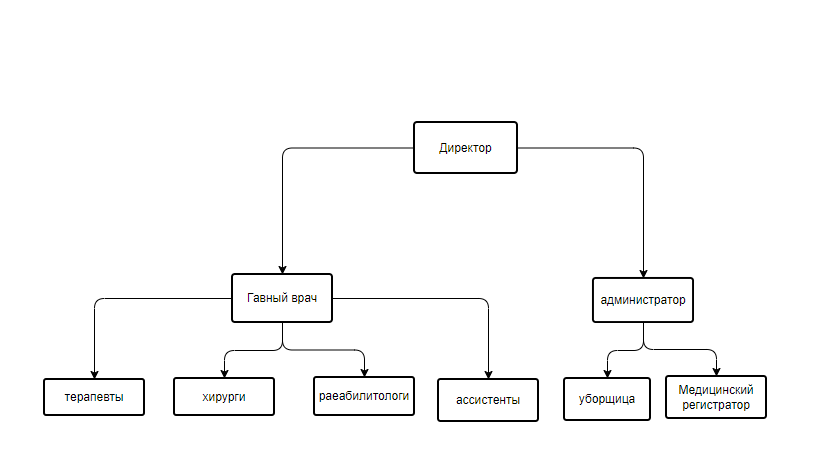 Директор
Гавный врач
администратор
терапевты
хирурги
раеабилитологи
ассистенты
уборщица
Медицинский
регистратор